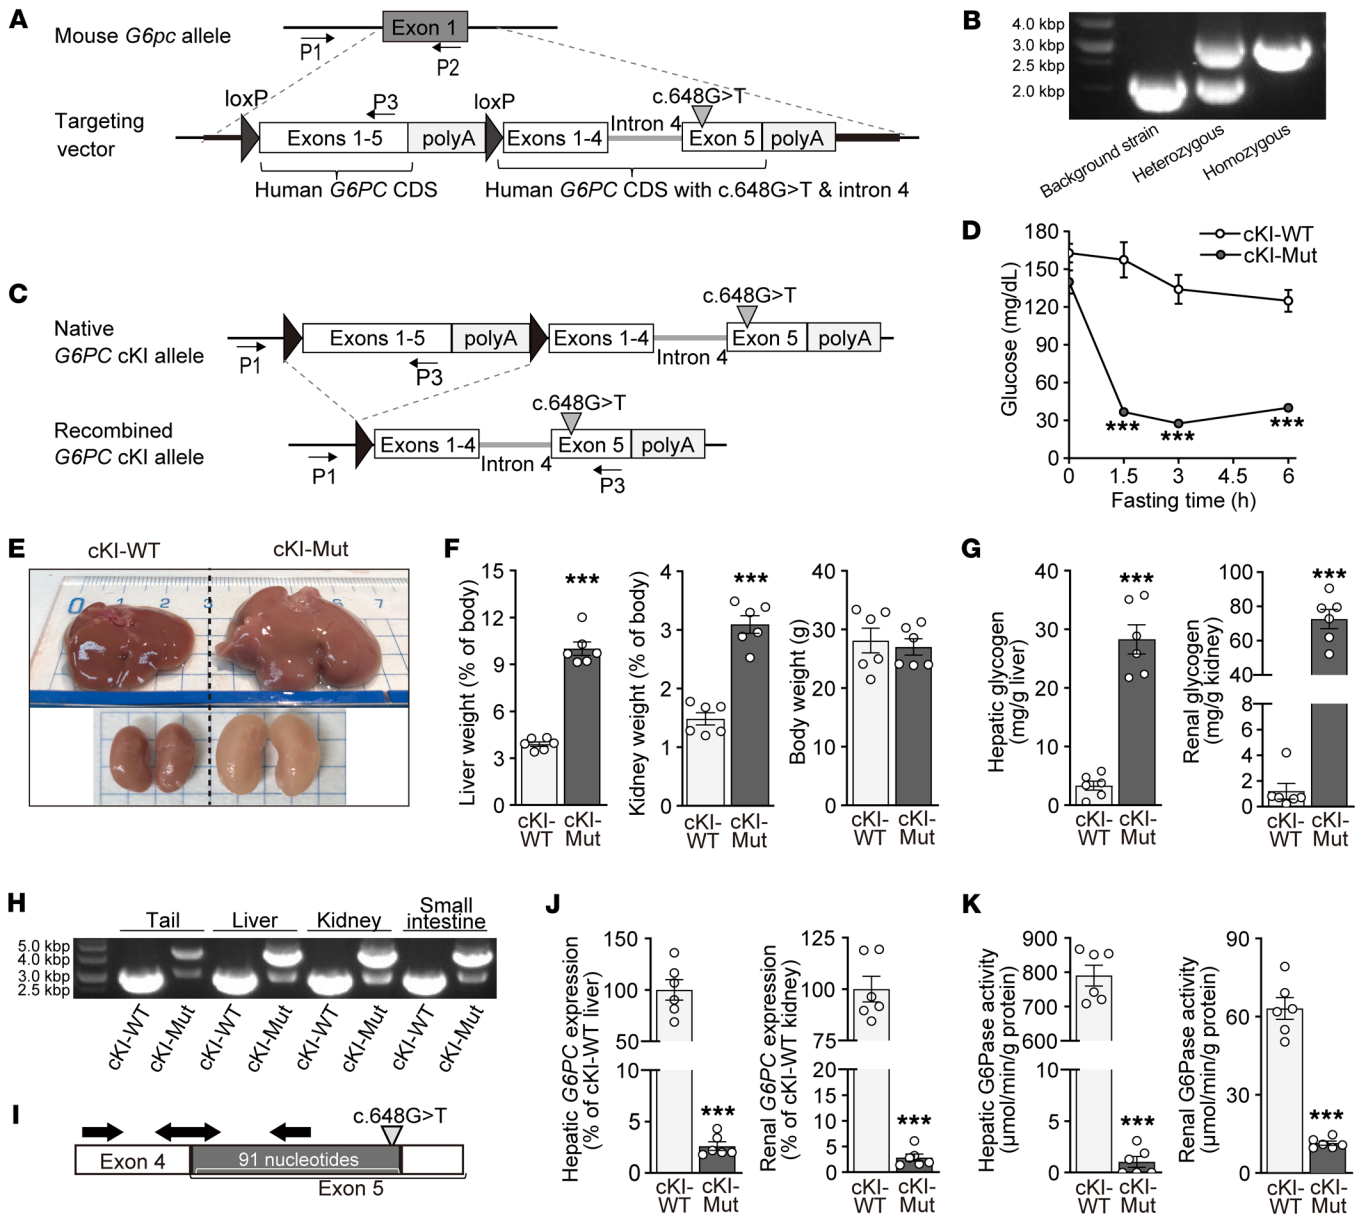 A
Mouse G6pc allele
Exon 1
P1
P2
loxP
P3
loxP
c.648G>T
Targeting
vector
Exons 1-5
polyA
Exons 1-4
Intron 4
Exon 5
polyA
Human G6PC CDS
Human G6PC CDS with c.648G>T & intron 4
B
4.0 kbp
3.0 kbp
2.5 kbp
2.0 kbp
Background strain
Heterozygous
Homozygous
C
Native
G6PC cKI allele
c.648G>T
Exons 1-5
polyA
Exons 1-4
Intron 4
Exon 5
polyA
P1
P3
Recombined
G6PC cKI allele
c.648G>T
Exons 1-4
Intron 4
Exon 5
polyA
P1
P3
D
Glucose (mg/dL)
180
150
120
90
60
30
0
cKI-WT
cKI-Mut
***
***
***
0 1.5 3 4.5 6
Fasting time (h)
E
cKI-WT cKI-Mut
0 1 2 3 6 7
F
Liver weight (% of body)
15
12
9
6
3
0
***
cKI-
WT
cKI-
Mut
Kidney weight (% of body)
4
3
2
1
0
***
cKI-
WT
cKI-
Mut
Body weight (g)
40
30
20
10
0
cKI-
WT
cKI-
Mut
G
Hepatic glycogen
(mg/g liver)
40
30
20
10
0
***
cKI-
WT
cKI-
Mut
Renal glycogen
(mg/g kidney)
100
80
60
40
8
6
4
2
0
***
cKI-
WT
cKI-
Mut
H
Tail
Liver
Kidney
Small
intestine
5.0 kbp
4.0 kbp
3.0 kbp
2.5 kbp
cKI-WT
cKI-Mut
cKI-WT
cKI-Mut
cKI-WT
cKI-Mut
cKI-WT
cKI-Mut
I
c.648G>T
Exon 4
91 nucleotides
Exon 5
J
Hepatic G6PC expression
(% of cKI-WT liver)
150
100
50
10
5
0
***
cKI-
WT
cKI-
Mut
Renal G6PC expression
(% of cKI-WT kidney)
125
100
75
20
15
10
5
0
***
cKI-
WT
cKI-
Mut
K
Hepatic G6Pase activity
(µmol/min/g protein)
900
800
700
600
10
5
0
***
cKI-
WT
cKI-
Mut
Renal G6Pase activity
(µmol/min/g protein)
90
60
30
0
***
cKI-
WT
cKI-
Mut